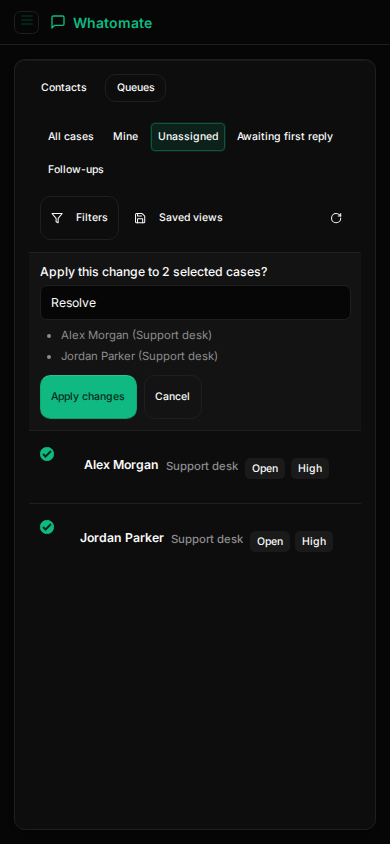 Whatomate
Contacts Queues
All cases Mine Unassigned Awaiting first reply
Follow-ups
Filters Saved views
Apply this change to 2 selected cases?
Resolve
Alex Morgan (Support desk)
Jordan Parker (Support desk)
Apply changes Cancel
Alex Morgan Support desk Open High
Jordan Parker Support desk Open High